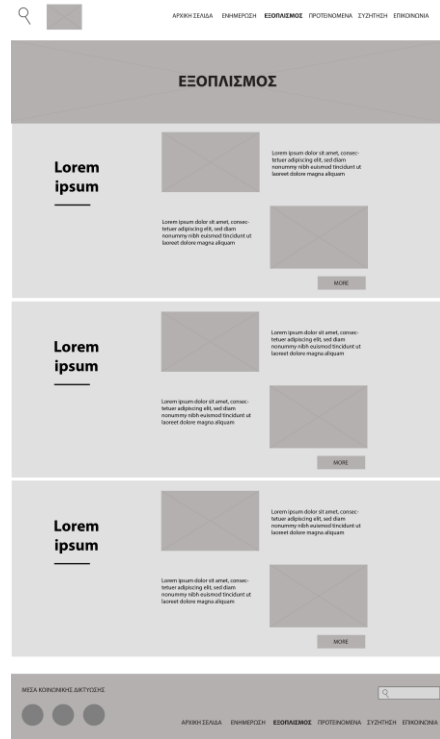 ΑΡΧΙΚΗ ΣΕΛΙΔΑ ΕΝΗΜΕΡΩΣΗ ΕΞΟΠΛΙΣΜΟΣ ΠΡΟΤΕΙΝΟΜΕΝΑ ΣΥΖΗΤΗΣΗ ΕΠΙΚΟΙΝΩΝΙΑ
ΕΞΟΠΛΙΣΜΟΣ
Lorem
ipsum
Lorem ipsum dolor sit amet, consec-
tetuer adipiscing elit, sed diam
nonummy nibh euismod tincidunt ut
laoreet dolore magna aliquam
Lorem ipsum dolor sit amet, consec-
tetuer adipiscing elit, sed diam
nonummy nibh euismod tincidunt ut
laoreet dolore magna aliquam
MORE
Lorem
ipsum
Lorem ipsum dolor sit amet, consec-
tetuer adipiscing elit, sed diam
nonummy nibh euismod tincidunt ut
laoreet dolore magna aliquam
Lorem ipsum dolor sit amet, consec-
tetuer adipiscing elit, sed diam
nonummy nibh euismod tincidunt ut
laoreet dolore magna aliquam
MORE
Lorem
ipsum
Lorem ipsum dolor sit amet, consec-
tetuer adipiscing elit, sed diam
nonummy nibh euismod tincidunt ut
laoreet dolore magna aliquam
Lorem ipsum dolor sit amet, consec-
tetuer adipiscing elit, sed diam
nonummy nibh euismod tincidunt ut
laoreet dolore magna aliquam
MORE
ΜΕΣΑ ΚΟΙΝΩΝΙΚΗΣ ΔΙΚΤΥΩΣΗΣ
ΑΡΧΙΚΗ ΣΕΛΙΔΑ ΕΝΗΜΕΡΩΣΗ ΕΞΟΠΛΙΣΜΟΣ ΠΡΟΤΕΙΝΟΜΕΝΑ ΣΥΖΗΤΗΣΗ ΕΠΙΚΟΙΝΩΝΙΑ